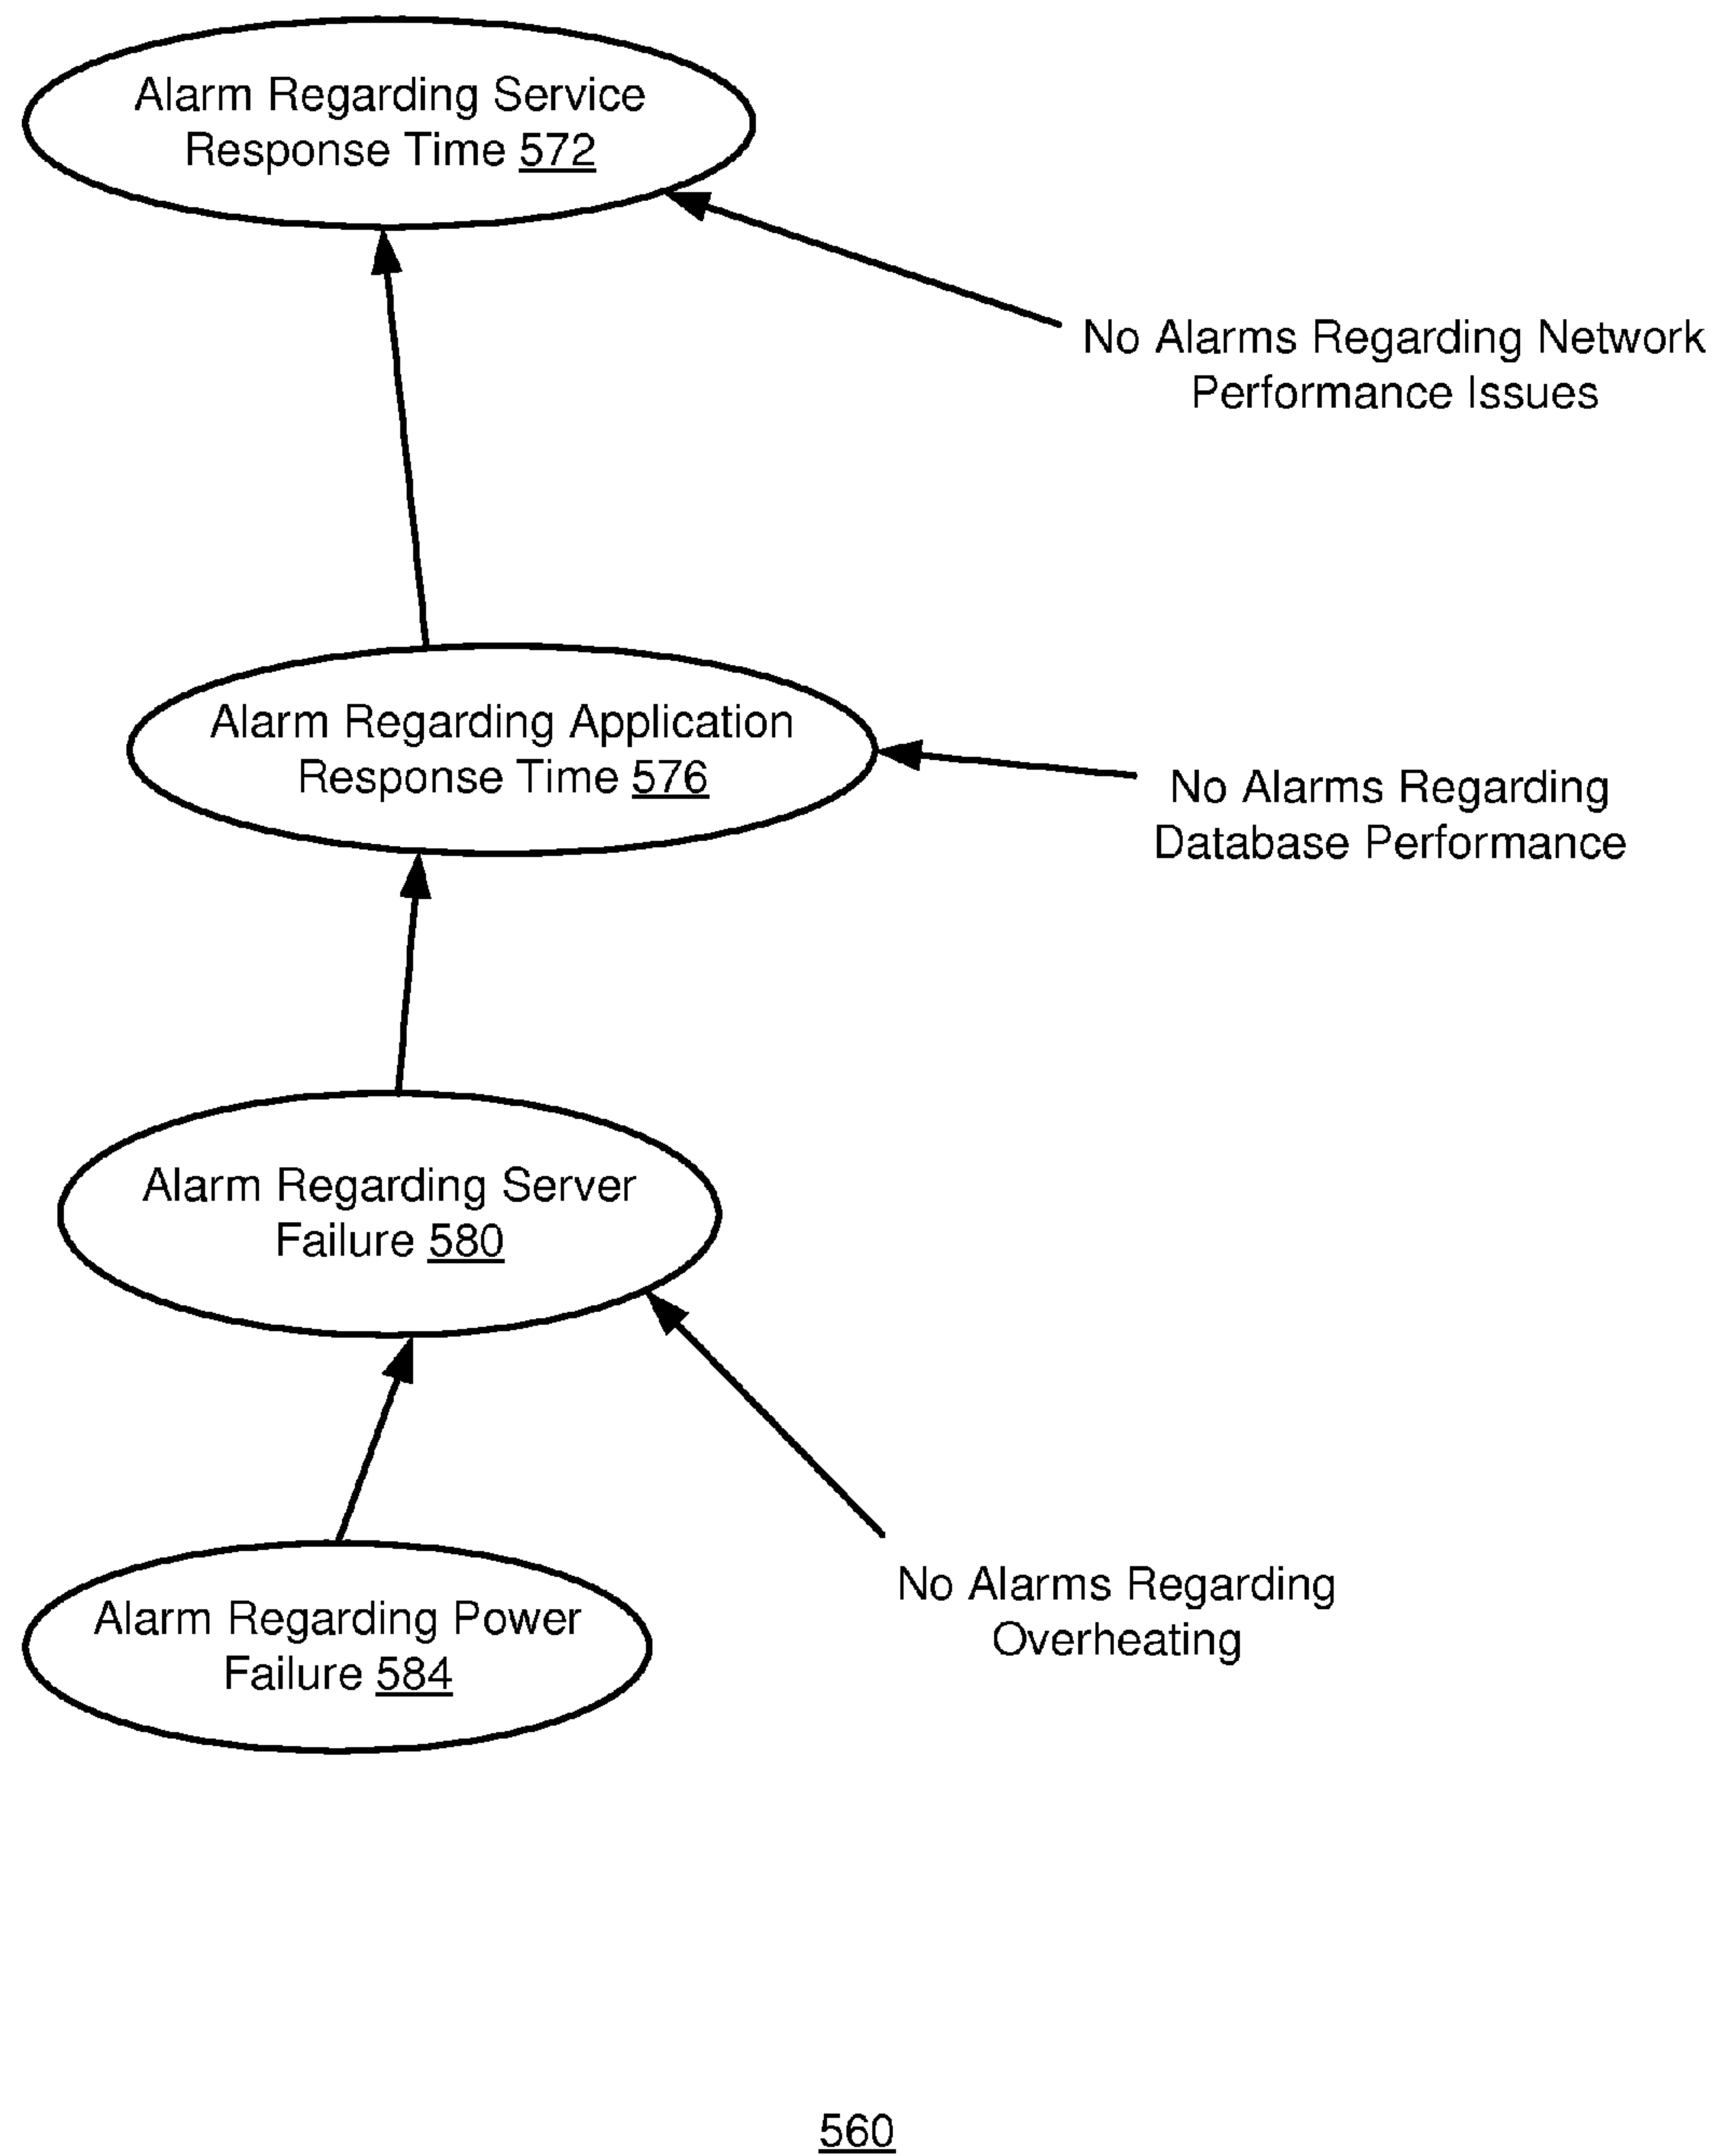 Alarm Regarding Service
Response Time 572
No Alarms Regarding Network
Performance Issues
Alarm Regarding Application
Response Time 576
No Alarms Regarding
Database Performance
Alarm Regarding Server
Failure 580
No Alarms Regarding
Overheating
Alarm Regarding Power
Failure 584
560